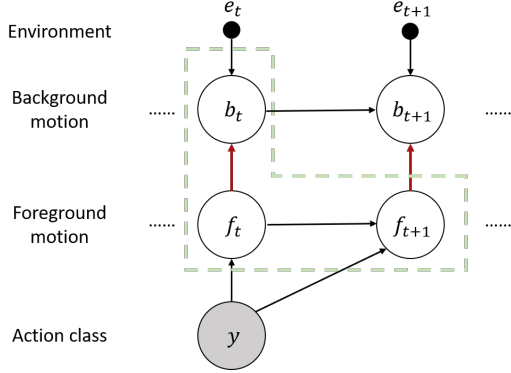 Environment e_t e_{t+1}
Background motion ...... b_t b_{t+1} ......
Foreground motion ...... f_t f_{t+1} ......
Action class y